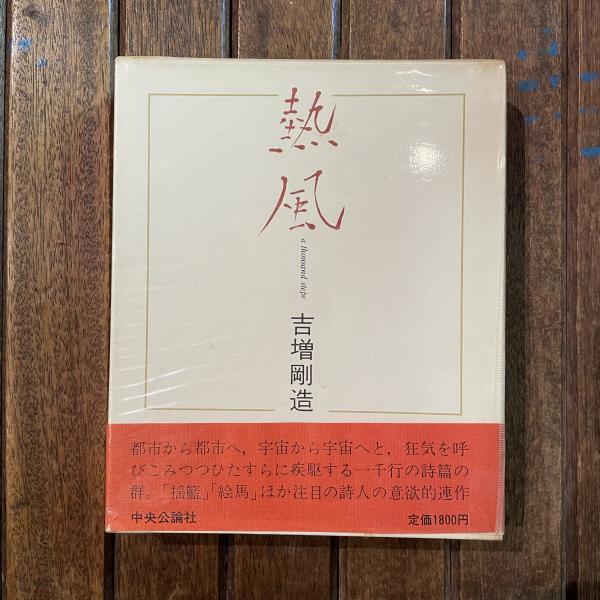 熱風
a thousand steps
吉増剛造
都市から都市へ，宇宙から宇宙へと，狂気を呼
びこみつつひたすらに疾駆する一千行の詩篇の
群。「揺籃」「絵馬」ほか注目の詩人の意欲的連作
中央公論社
定価1800円